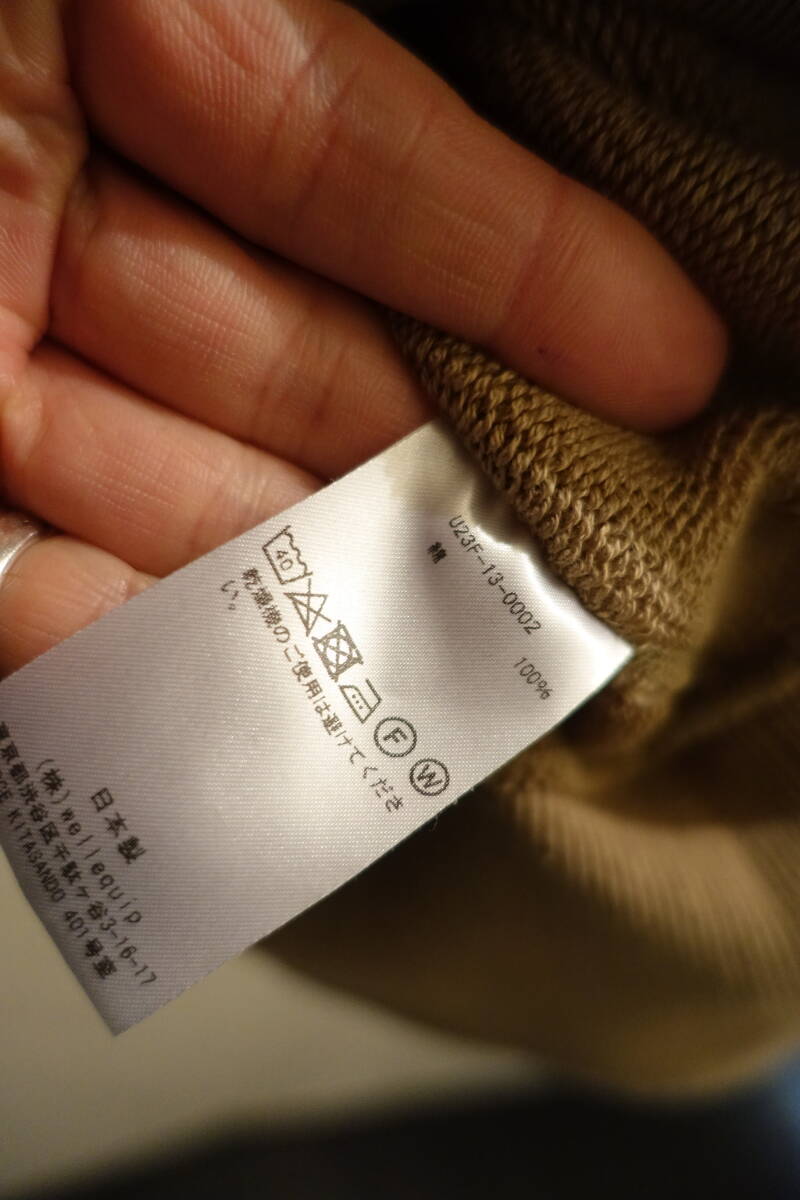 U23F-13-0002
綿 100%
40
F W
乾燥機のご使用は避けてくださ
い。
日本製
(株)wellequip
東京都渋谷区千駄ケ谷3-16-17
KITASANDO 401号室